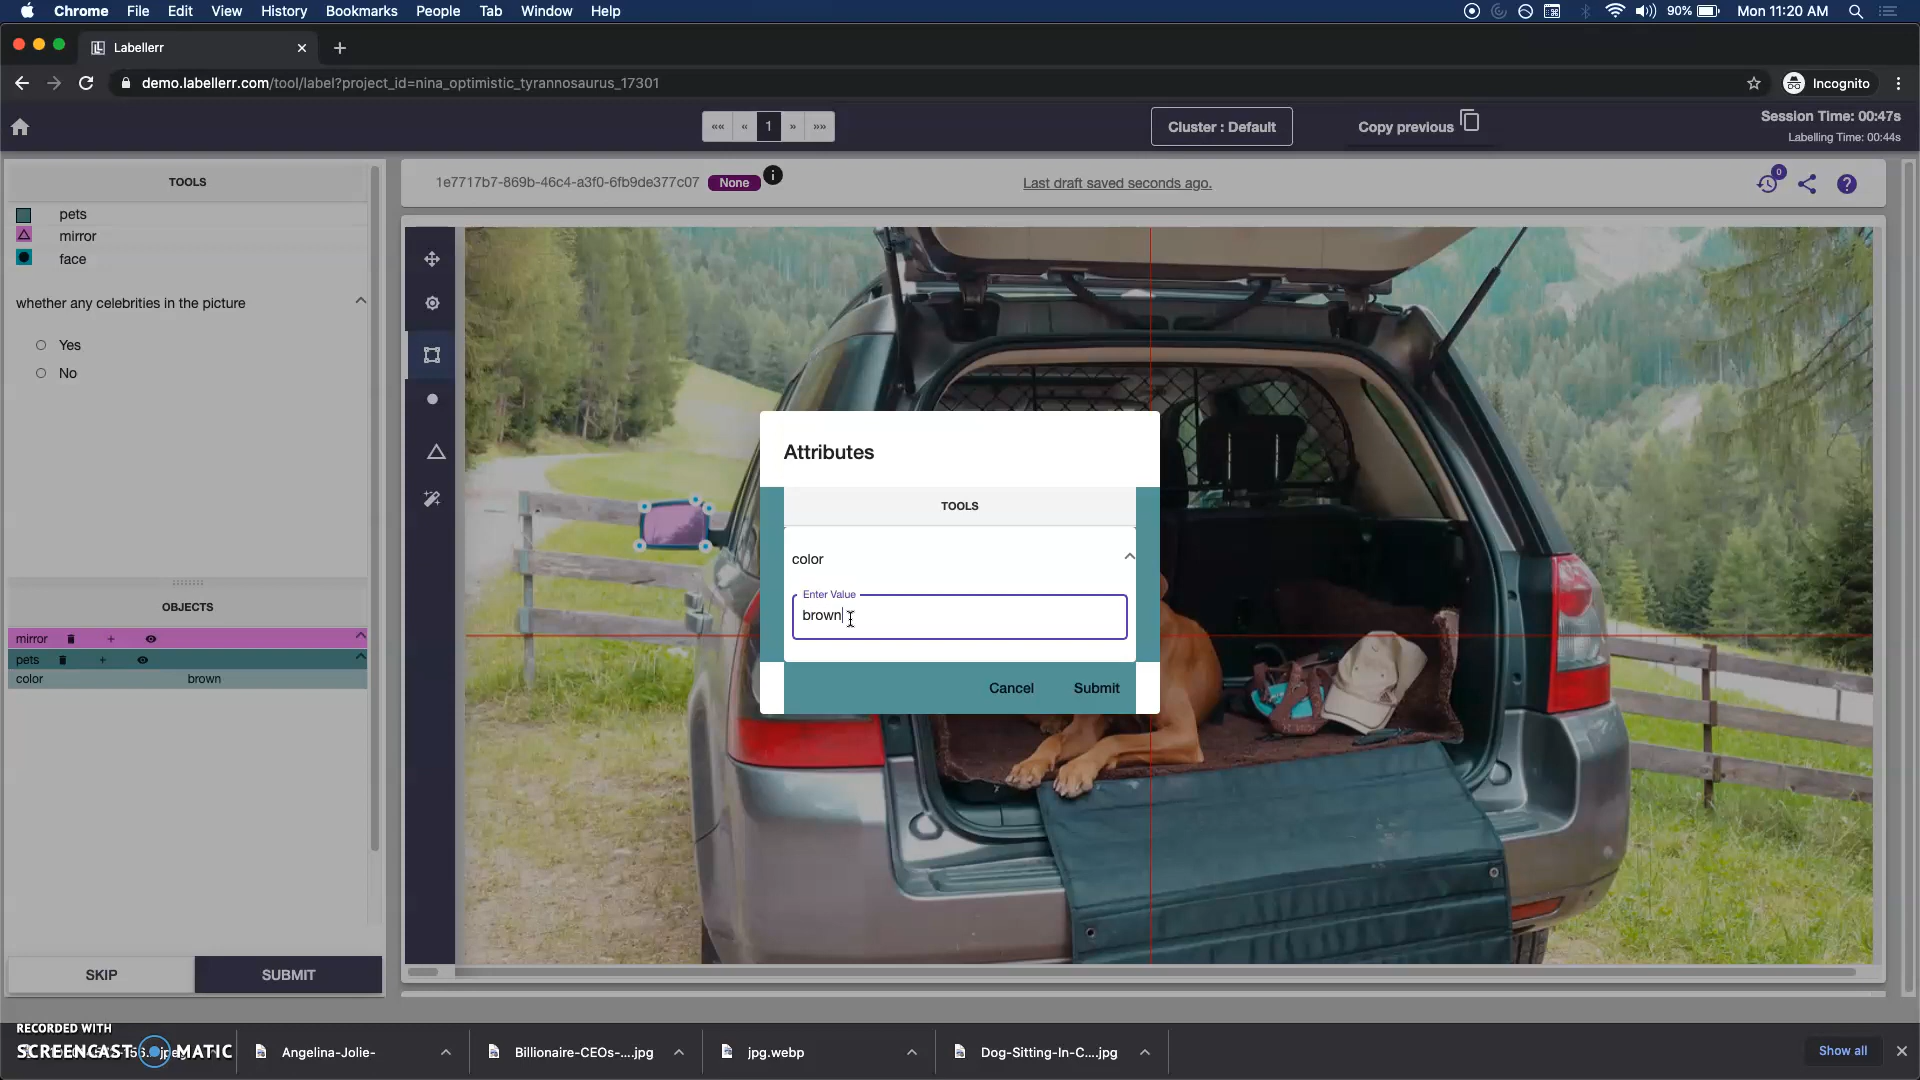 Chrome File Edit View History Bookmarks People Tab Window Help
90% Mon 11:20 AM
Labellerr
demo.labellerr.com/tool/label?project_id=nina_optimistic_tyrannosaurus_17301
Incognito
«« « 1 » »»
Cluster : Default
Copy previous
Session Time: 00:47s
Labelling Time: 00:44s
TOOLS
pets
mirror
face
whether any celebrities in the picture
Yes
No
OBJECTS
mirror
pets
color brown
SKIP
SUBMIT
1e7717b7-869b-46c4-a3f0-6fb9de377c07
None
Last draft saved seconds ago.
0
Attributes
TOOLS
color
Enter Value
brown
Cancel
Submit
RECORDED WITH
SCREENCAST MATIC
Angelina-Jolie-
Billionaire-CEOs-....jpg
jpg.webp
Dog-Sitting-In-C....jpg
Show all